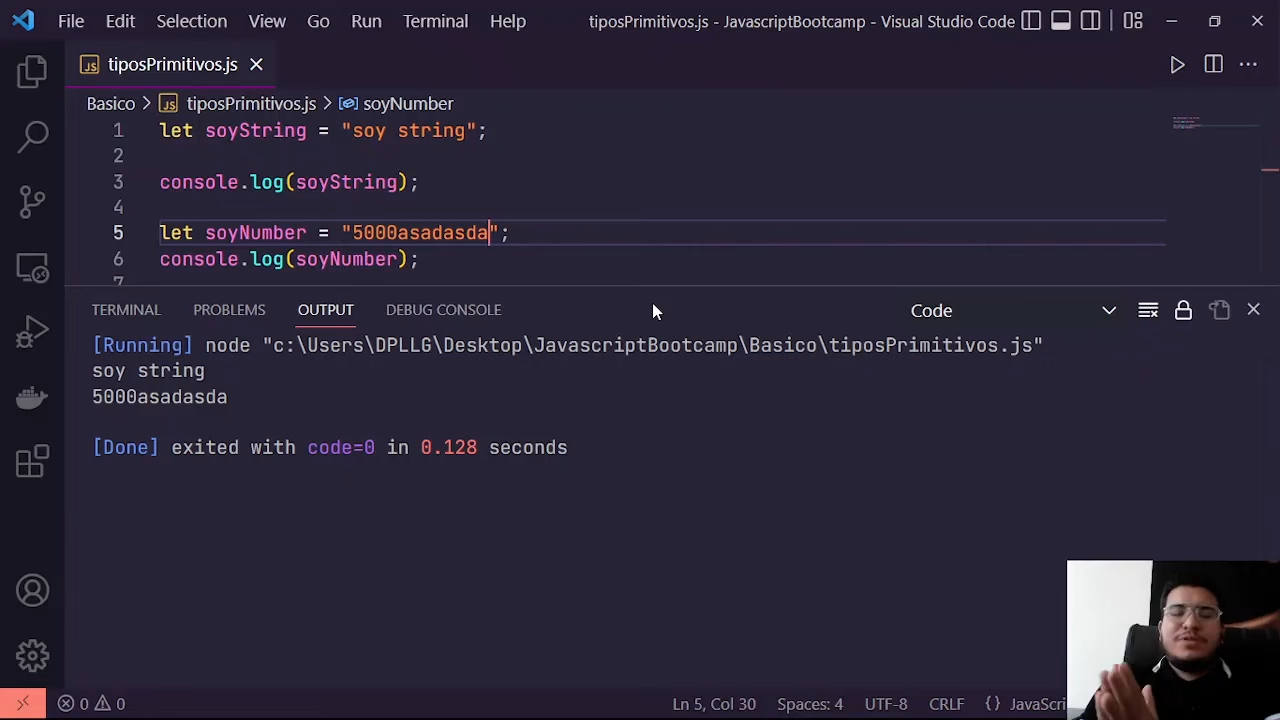 File Edit Selection View Go Run Terminal Help tiposPrimitivos.js - JavascriptBootcamp - Visual Studio Code
JS tiposPrimitivos.js
Basico > JS tiposPrimitivos.js > soyNumber
1 let soyString = "soy string";
2
3 console.log(soyString);
4
5 let soyNumber = "5000asadasda";
6 console.log(soyNumber);
7
TERMINAL PROBLEMS OUTPUT DEBUG CONSOLE Code
[Running] node "c:\Users\DPLLG\Desktop\JavascriptBootcamp\Basico\tiposPrimitivos.js"
soy string
5000asadasda
[Done] exited with code=0 in 0.128 seconds
0 0 Ln 5, Col 30 Spaces: 4 UTF-8 CRLF {} JavaScri